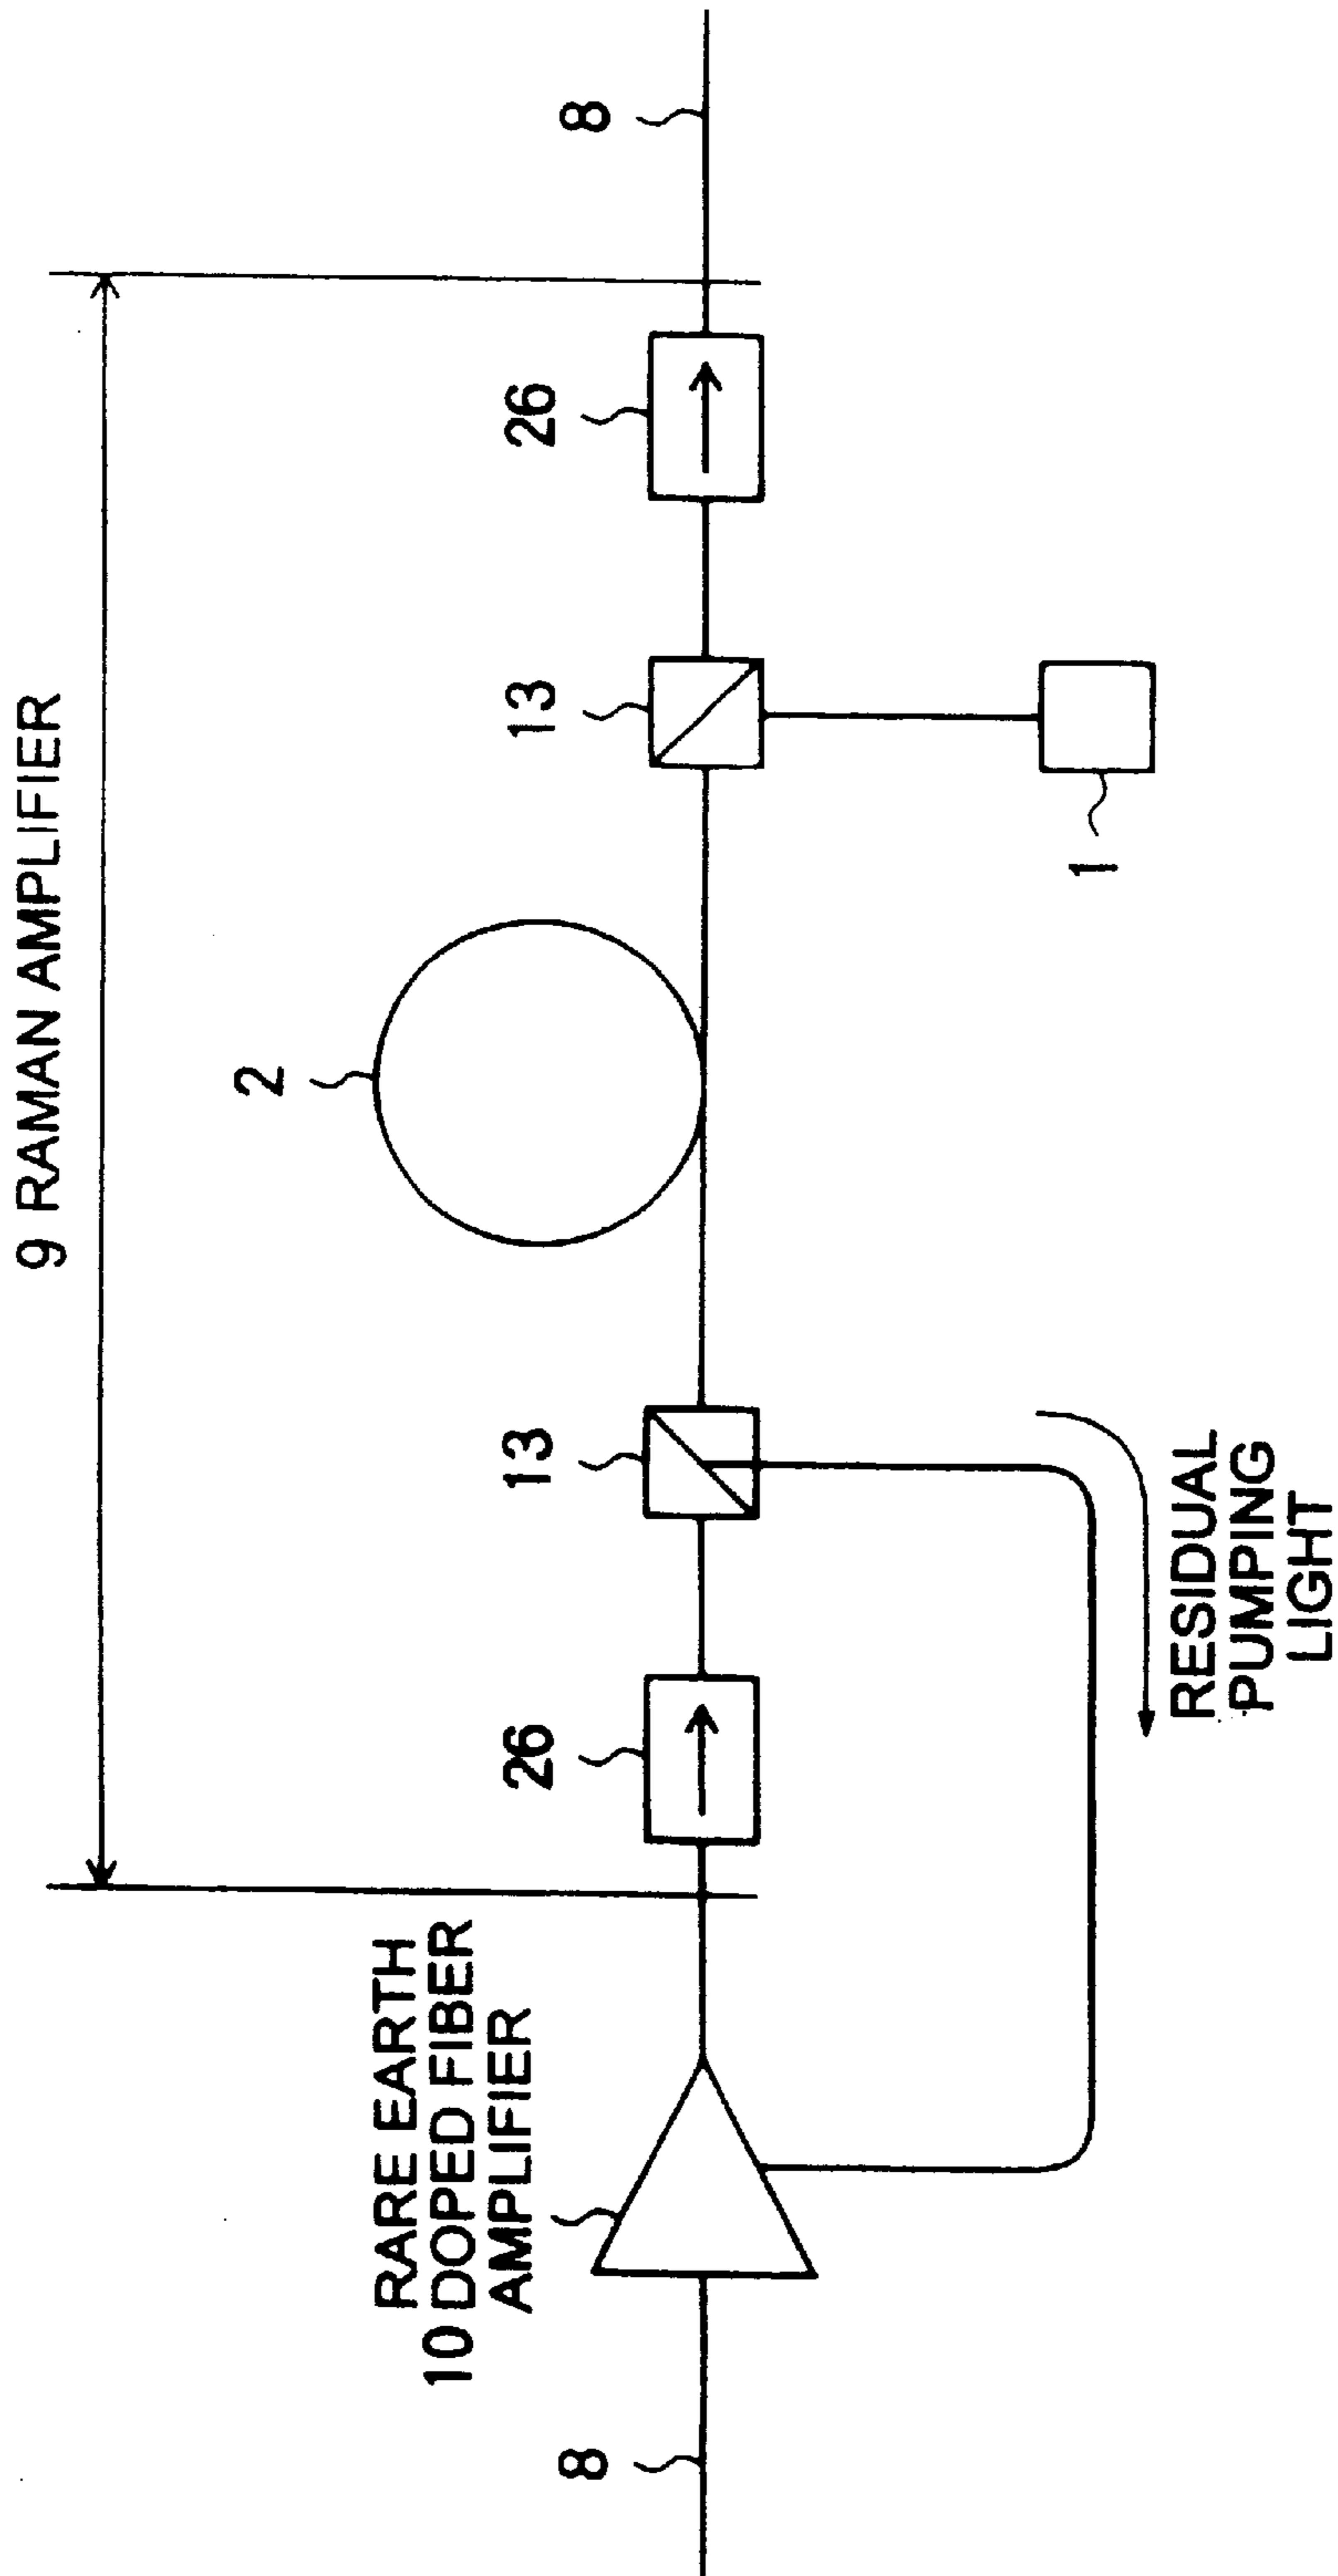 9 RAMAN AMPLIFIER
RARE EARTH
10 DOPED FIBER
AMPLIFIER
8
26
13
2
13
26
8
1
RESIDUAL
PUMPING
LIGHT